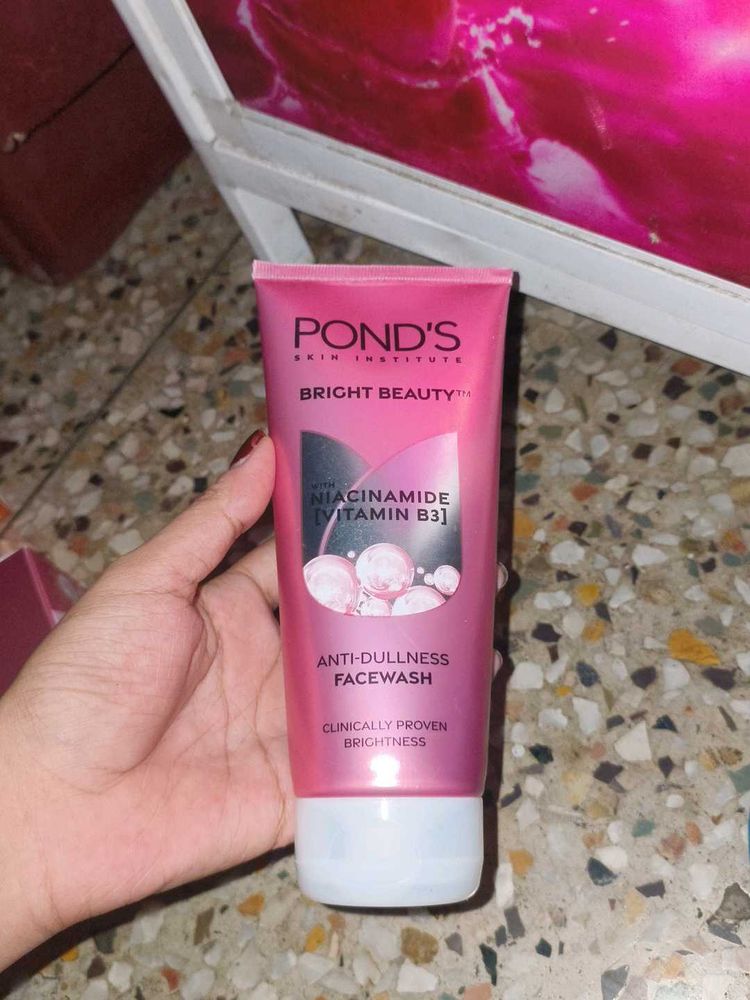 POND'S
SKIN INSTITUTE
BRIGHT BEAUTY™
WITH
NIACINAMIDE
[VITAMIN B3]
ANTI-DULLNESS
FACEWASH
CLINICALLY PROVEN
BRIGHTNESS